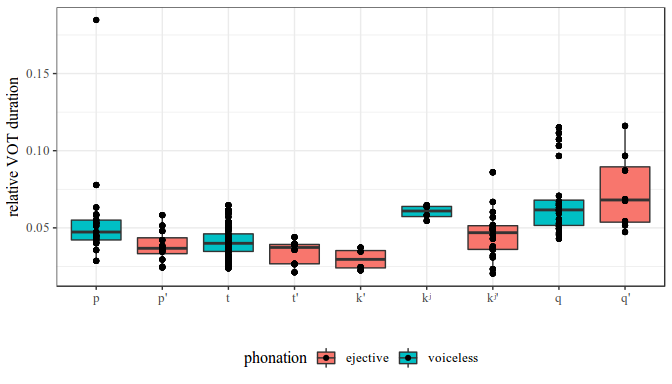 relative VOT duration
0.15
0.10
0.05
p p' t t' k' kʲ kʲ' q q'
phonation ejective voiceless